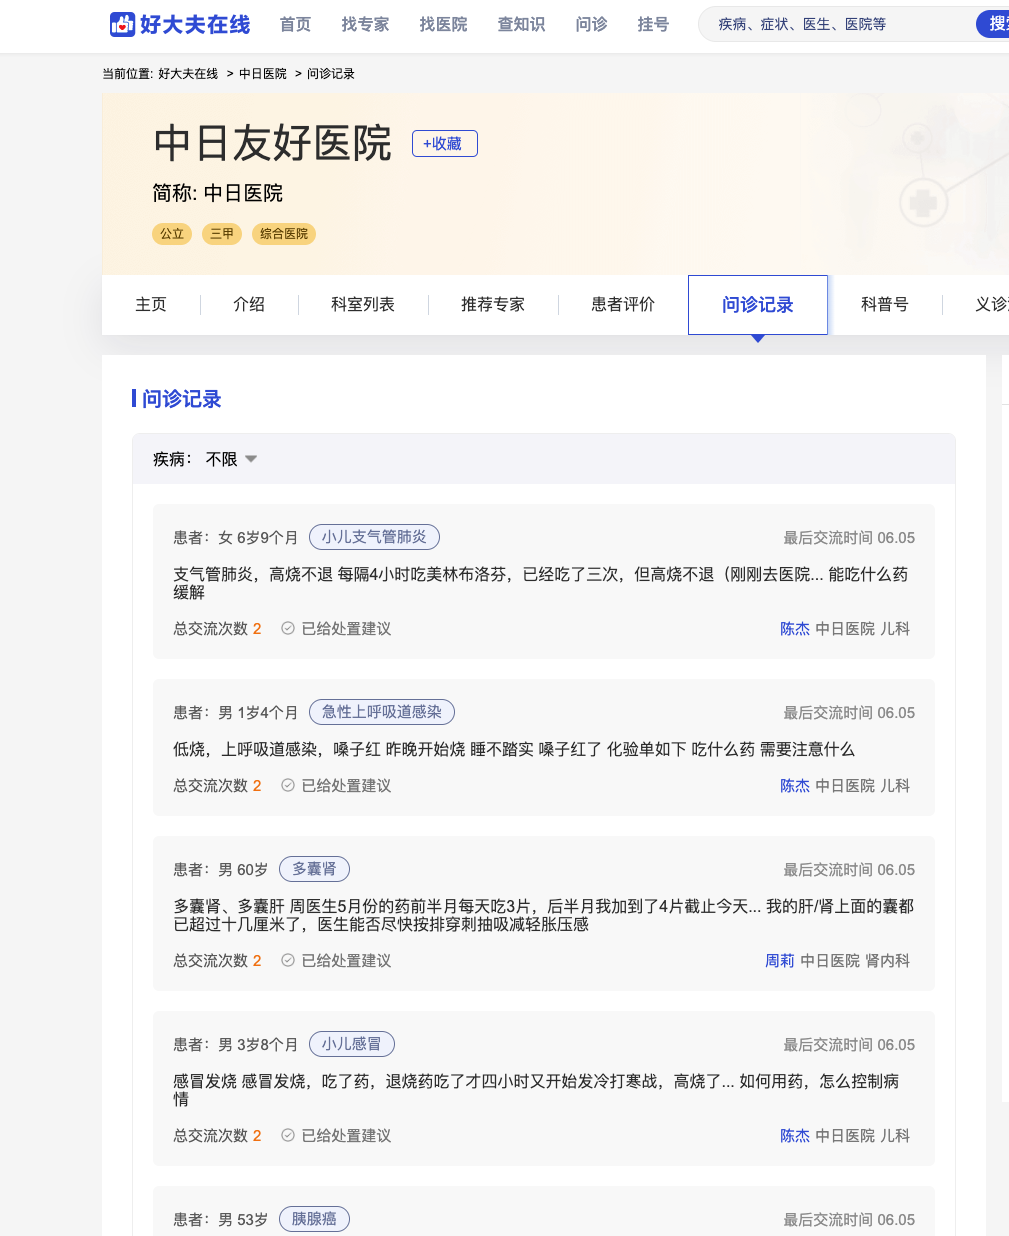 好大夫在线 首页 找专家 找医院 查知识 问诊 挂号 疾病、症状、医生、医院等
当前位置: 好大夫在线 > 中日医院 > 问诊记录
中日友好医院 +收藏
简称: 中日医院
公立 三甲 综合医院
主页 介绍 科室列表 推荐专家 患者评价 问诊记录 科普号 义诊
问诊记录
疾病: 不限
患者：女 6岁9个月 小儿支气管肺炎 最后交流时间 06.05
支气管肺炎，高烧不退 每隔4小时吃美林布洛芬，已经吃了三次，但高烧不退（刚刚去医院... 能吃什么药
缓解
总交流次数 2 已给处置建议 陈杰 中日医院 儿科
患者：男 1岁4个月 急性上呼吸道感染 最后交流时间 06.05
低烧，上呼吸道感染，嗓子红 昨晚开始烧 睡不踏实 嗓子红了 化验单如下 吃什么药 需要注意什么
总交流次数 2 已给处置建议 陈杰 中日医院 儿科
患者：男 60岁 多囊肾 最后交流时间 06.05
多囊肾、多囊肝 周医生5月份的药前半月每天吃3片，后半月我加到了4片截止今天... 我的肝/肾上面的囊都
已超过十几厘米了，医生能否尽快按排穿刺抽吸减轻胀压感
总交流次数 2 已给处置建议 周莉 中日医院 肾内科
患者：男 3岁8个月 小儿感冒 最后交流时间 06.05
感冒发烧 感冒发烧，吃了药，退烧药吃了才四小时又开始发冷打寒战，高烧了... 如何用药，怎么控制病
情
总交流次数 2 已给处置建议 陈杰 中日医院 儿科
患者：男 53岁 胰腺癌 最后交流时间 06.05